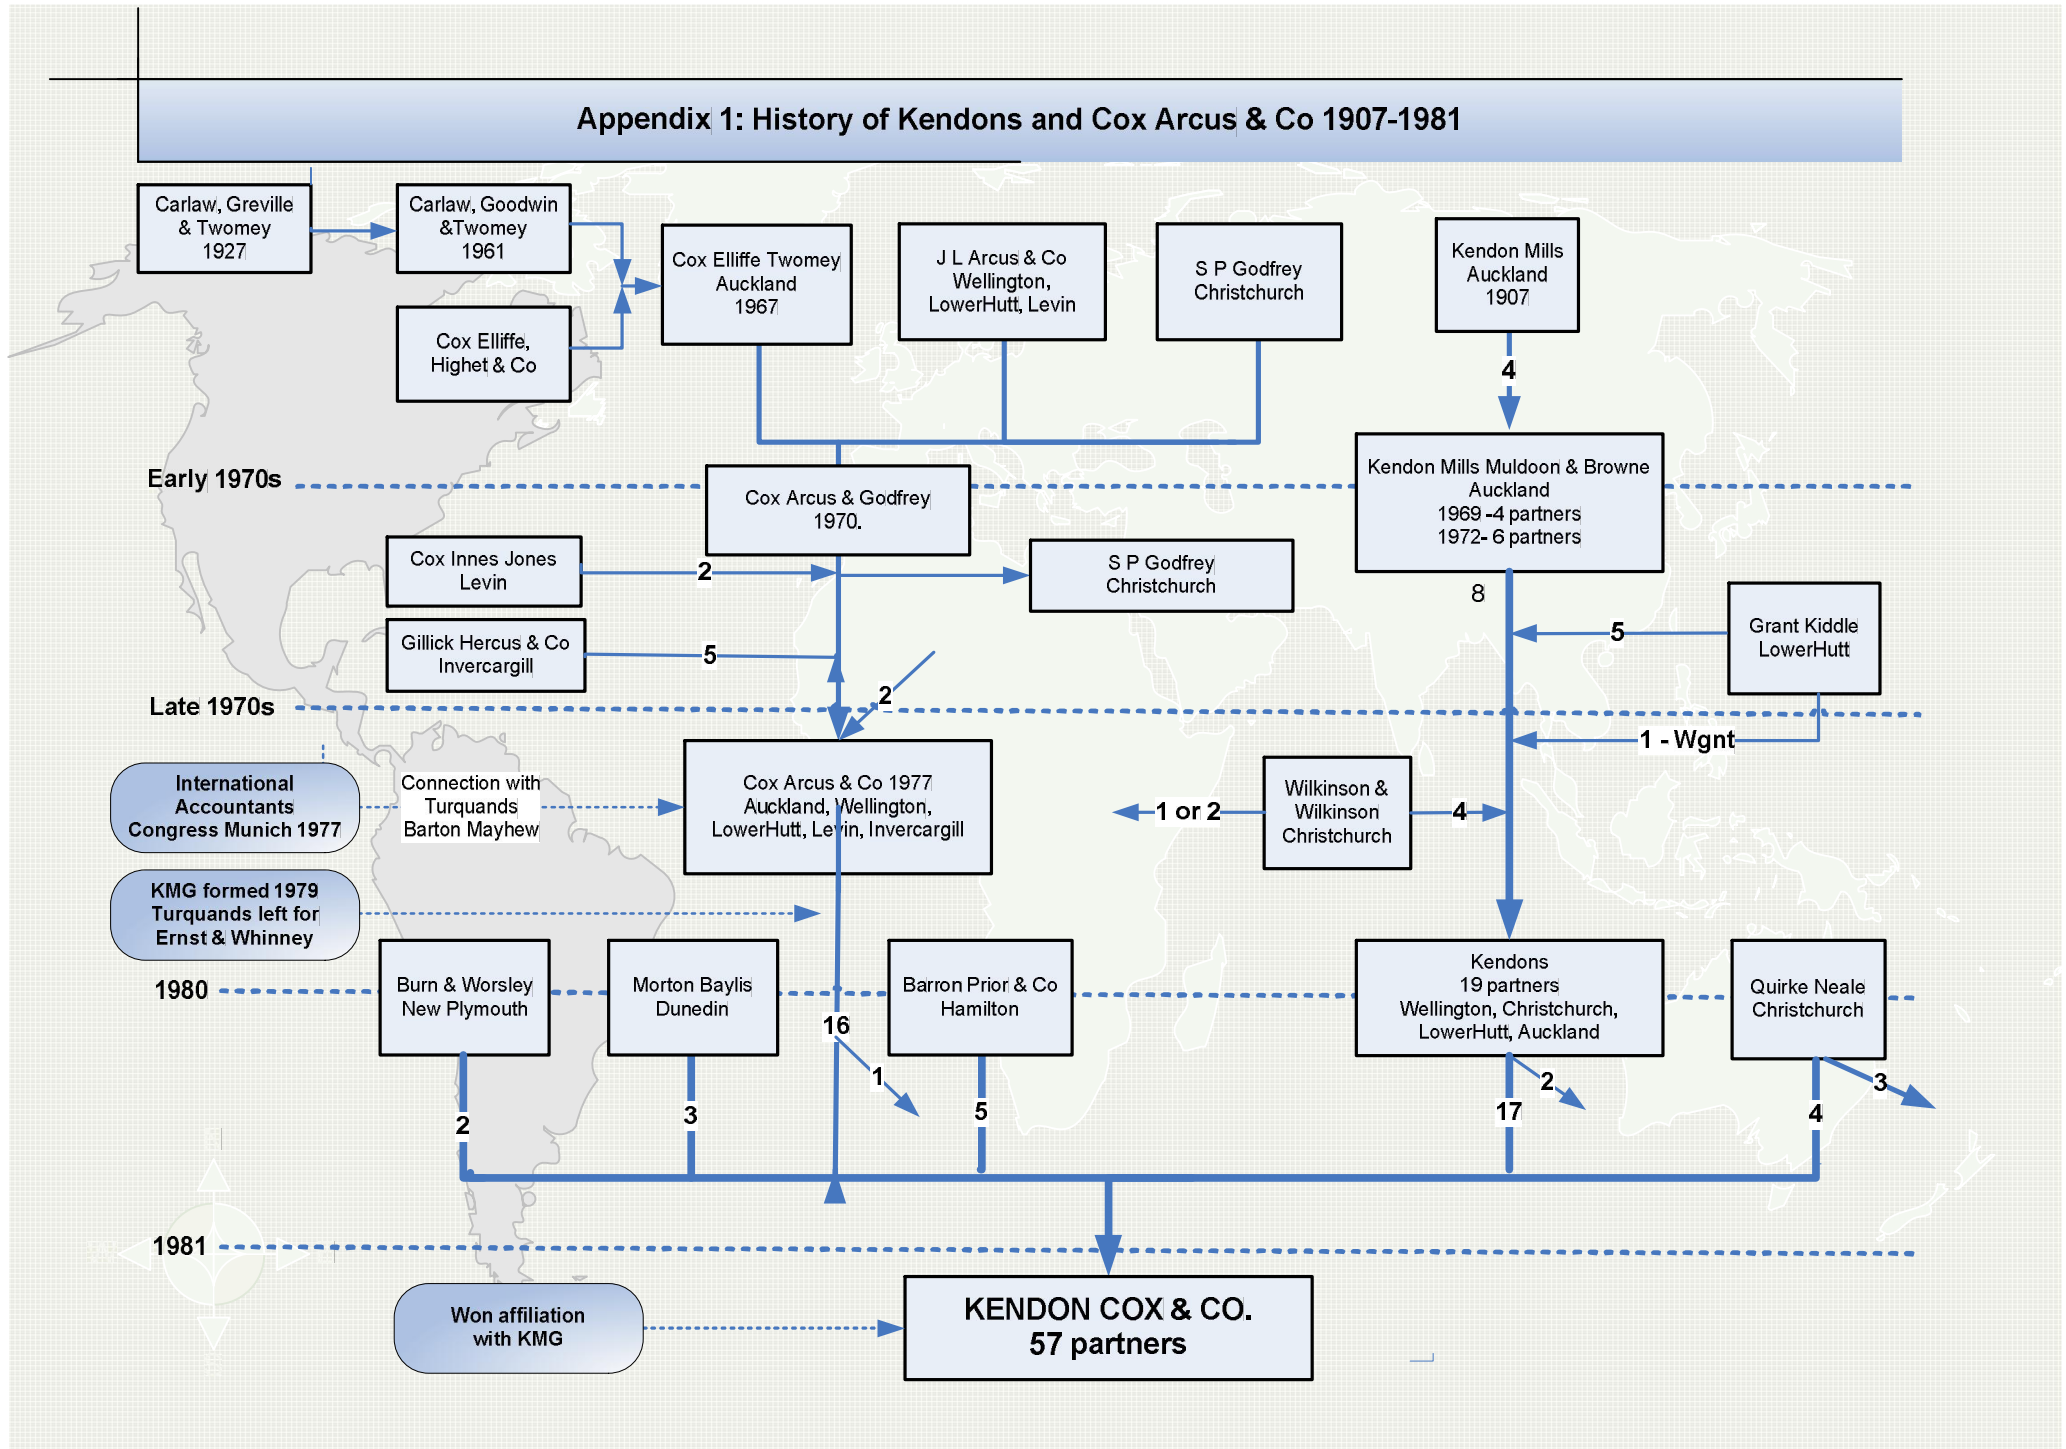 Appendix 1: History of Kendons and Cox Arcus & Co 1907-1981
Carlaw, Greville
& Twomey
1927
Carlaw, Goodwin
&Twomey
1961
Cox Elliffe,
Highet & Co
Cox Elliffe Twomey
Auckland
1967
J L Arcus & Co
Wellington,
LowerHutt, Levin
S P Godfrey
Christchurch
Kendon Mills
Auckland
1907
4
Early 1970s
Cox Arcus & Godfrey
1970.
Kendon Mills Muldoon & Browne
Auckland
1969 -4 partners
1972- 6 partners
Cox Innes Jones
Levin
2
S P Godfrey
Christchurch
8
Gillick Hercus & Co
Invercargill
5
5
Grant Kiddle
LowerHutt
2
Late 1970s
1 - Wgnt
International
Accountants
Congress Munich 1977
Connection with
Turquands
Barton Mayhew
Cox Arcus & Co 1977
Auckland, Wellington,
LowerHutt, Levin, Invercargill
1 or 2
Wilkinson &
Wilkinson
Christchurch
4
KMG formed 1979
Turquands left for
Ernst & Whinney
1980
Burn & Worsley
New Plymouth
Morton Baylis
Dunedin
Barron Prior & Co
Hamilton
Kendons
19 partners
Wellington, Christchurch,
LowerHutt, Auckland
Quirke Neale
Christchurch
16
1
2
3
2
3
5
17
4
1981
Won affiliation
with KMG
KENDON COX & CO.
57 partners